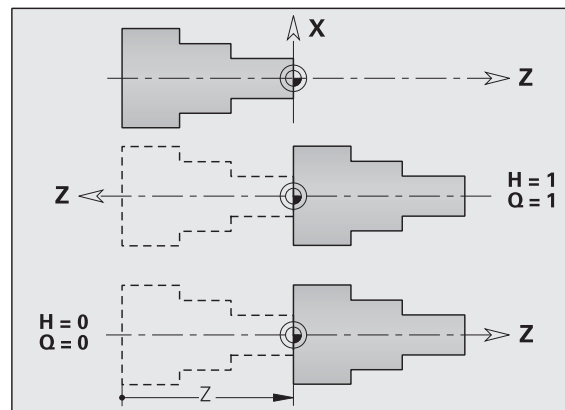 X
Z
Z
H = 1
Q = 1
H = 0
Q = 0
Z
Z